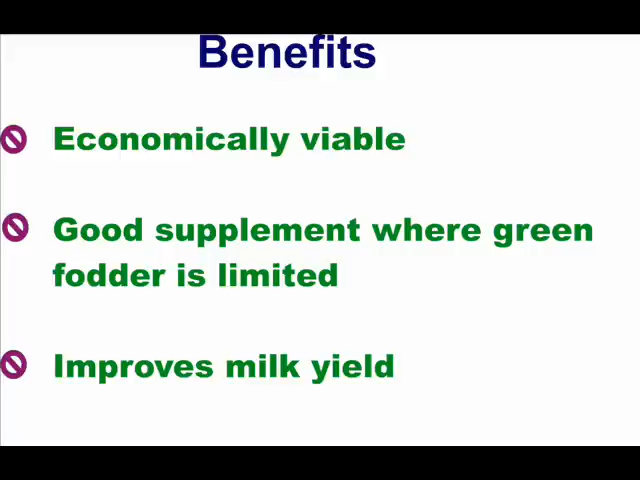 Benefits
Economically viable
Good supplement where green
fodder is limited
Improves milk yield